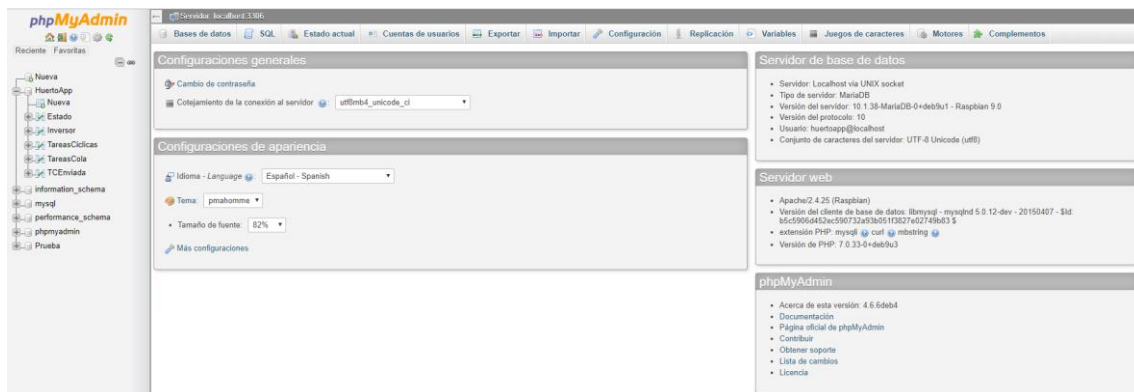 phpMyAdmin
Reciente Favoritas
Nueva
HuertoApp
Nueva
Estado
Inversor
TareasCiclicas
TareasCola
TCEnviada
information_schema
mysql
performance_schema
phpmyadmin
Prueba
Servidor: localhost:3306
Bases de datos SQL Estado actual Cuentas de usuarios Exportar Importar Configuración Replicación Variables Juegos de caracteres Motores Complementos
Configuraciones generales
Cambio de contraseña
Cotejamiento de la conexión al servidor : utf8mb4_unicode_ci
Configuraciones de apariencia
Idioma - Language : Español - Spanish
Tema: pmahomme
• Tamaño de fuente: 82%
Más configuraciones
Servidor de base de datos
• Servidor: Localhost via UNIX socket
• Tipo de servidor: MariaDB
• Versión del servidor: 10.1.38-MariaDB-0+deb9u1 - Raspbian 9.0
• Versión del protocolo: 10
• Usuario: huertoapp@localhost
• Conjunto de caracteres del servidor: UTF-8 Unicode (utf8)
Servidor web
• Apache/2.4.25 (Raspbian)
• Versión del cliente de base de datos: libmysql - mysqlnd 5.0.12-dev - 20150407 - $Id:
b5c5906d452ec590732a93b051f3827e02749b83 $
• extensión PHP: mysqli curl mbstring
• Versión de PHP: 7.0.33-0+deb9u3
phpMyAdmin
• Acerca de esta versión: 4.6.6deb4
• Documentación
• Página oficial de phpMyAdmin
• Contribuir
• Obtener soporte
• Lista de cambios
• Licencia